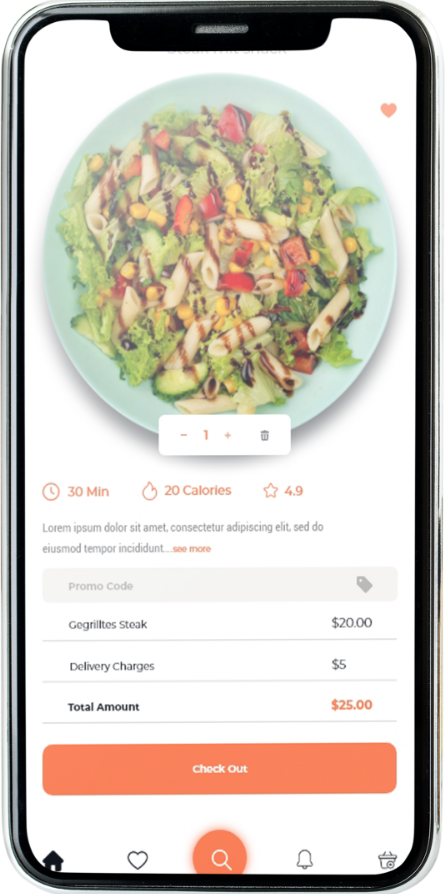 1
30 Min 20 Calories 4.9
Lorem ipsum dolor sit amet, consectetur adipiscing elit, sed do
eiusmod tempor incididunt....see more
Promo Code
Gegrilltes Steak $20.00
Delivery Charges $5
Total Amount $25.00
Check Out